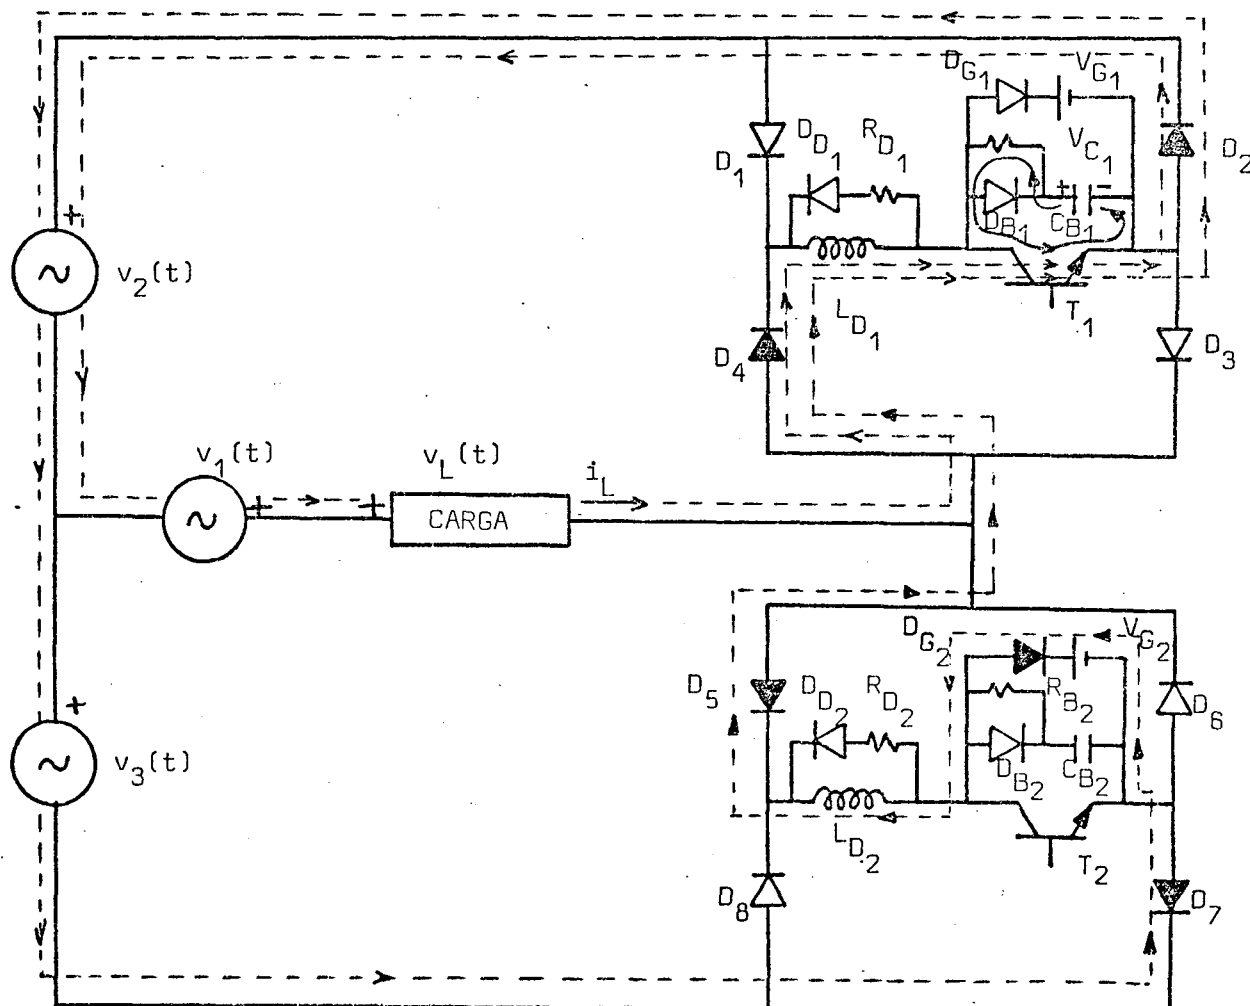 D_G1
V_G1
D_D1
R_D1
V_C1
D_1
D_2
+
-
D_B1
C_B1
+
v_2(t)
L_D1
T_1
D_4
D_3
v_1(t)
v_L(t)
i_L
+
+
CARGA
D_G2
V_G2
D_5
D_D2
R_D2
R_B2
D_6
+
v_3(t)
D_B2
C_B2
L_D2
T_2
D_8
D_7